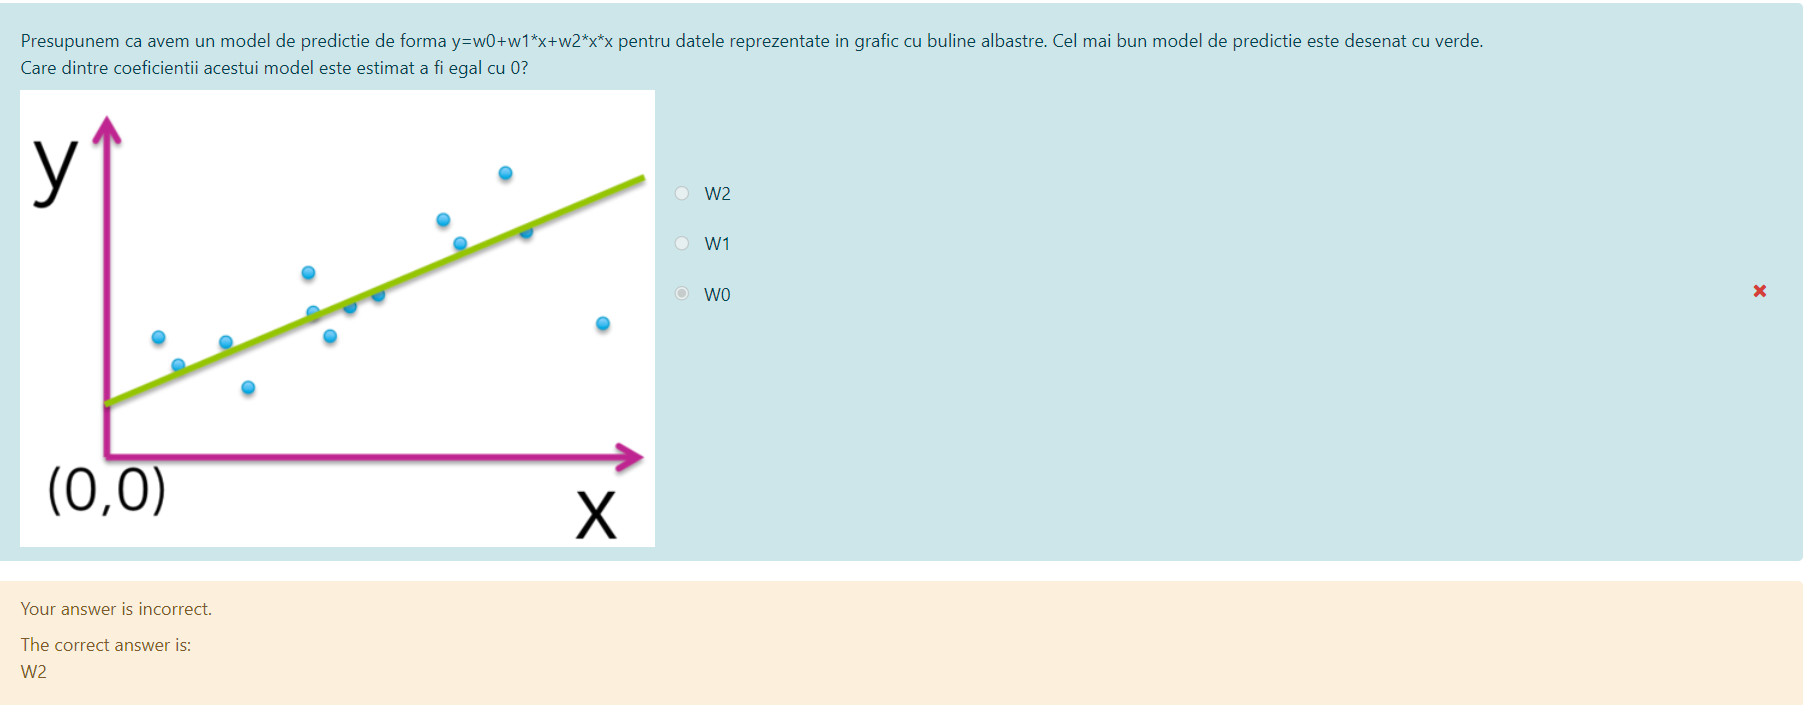 Presupunem ca avem un model de predictie de forma y=w0+w1*x+w2*x*x pentru datele reprezentate in grafic cu buline albastre. Cel mai bun model de predictie este desenat cu verde.
Care dintre coeficientii acestui model este estimat a fi egal cu 0?
y
(0,0)
x
W2
W1
W0
Your answer is incorrect.
The correct answer is:
W2